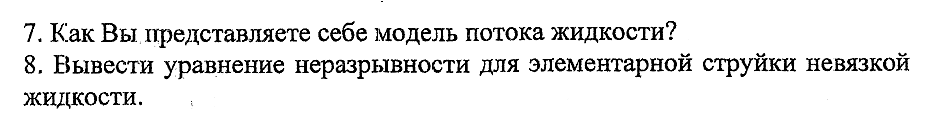 7. Как Вы представляете себе модель потока жидкости?
8. Вывести уравнение неразрывности для элементарной струйки невязкой
жидкости.